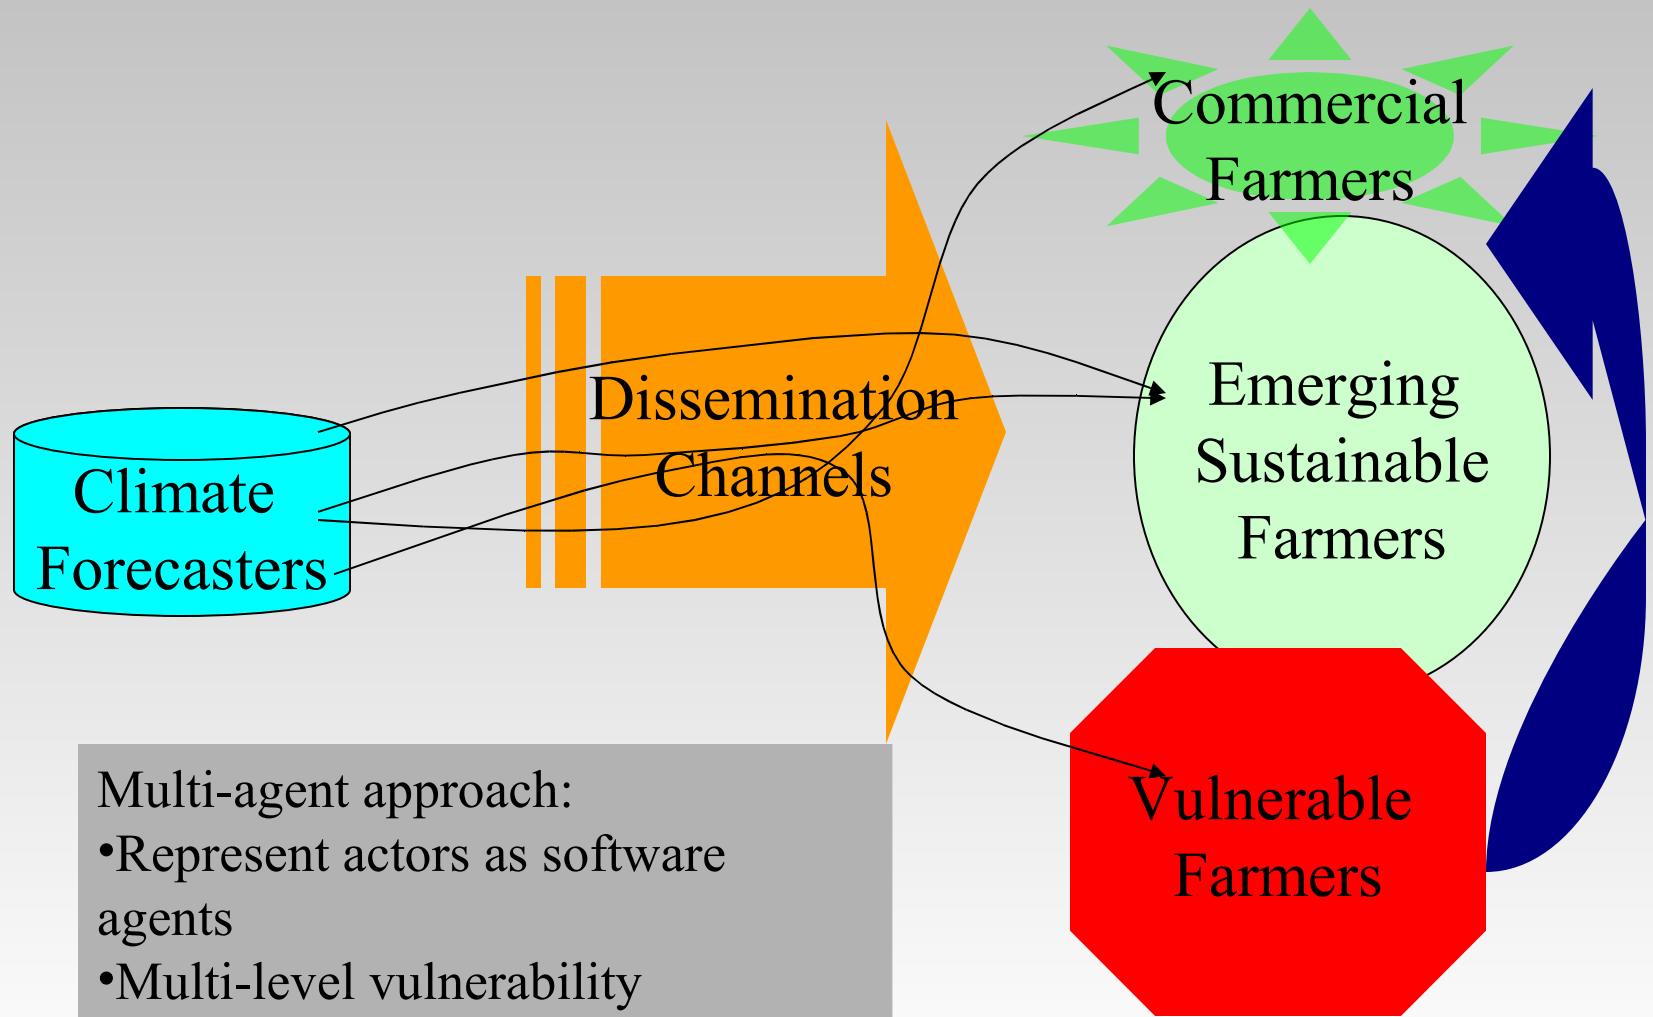 Commercial
Farmers
Dissemination
Channels
Climate
Forecasters
Emerging
Sustainable
Farmers
Vulnerable
Farmers
Multi-agent approach:
•Represent actors as software
agents
•Multi-level vulnerability